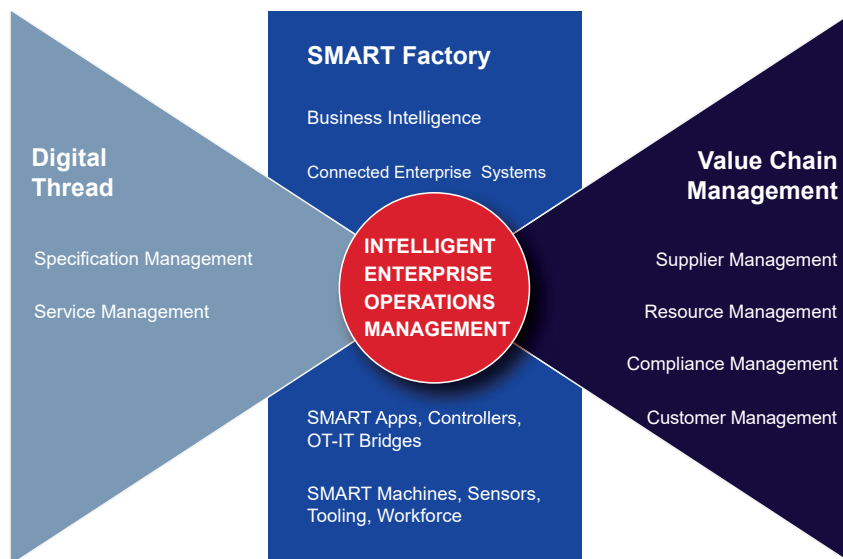 SMART Factory
Business Intelligence
Connected Enterprise Systems
Digital
Thread
Specification Management
Service Management
INTELLIGENT
ENTERPRISE
OPERATIONS
MANAGEMENT
Value Chain
Management
Supplier Management
Resource Management
Compliance Management
Customer Management
SMART Apps, Controllers,
OT-IT Bridges
SMART Machines, Sensors,
Tooling, Workforce